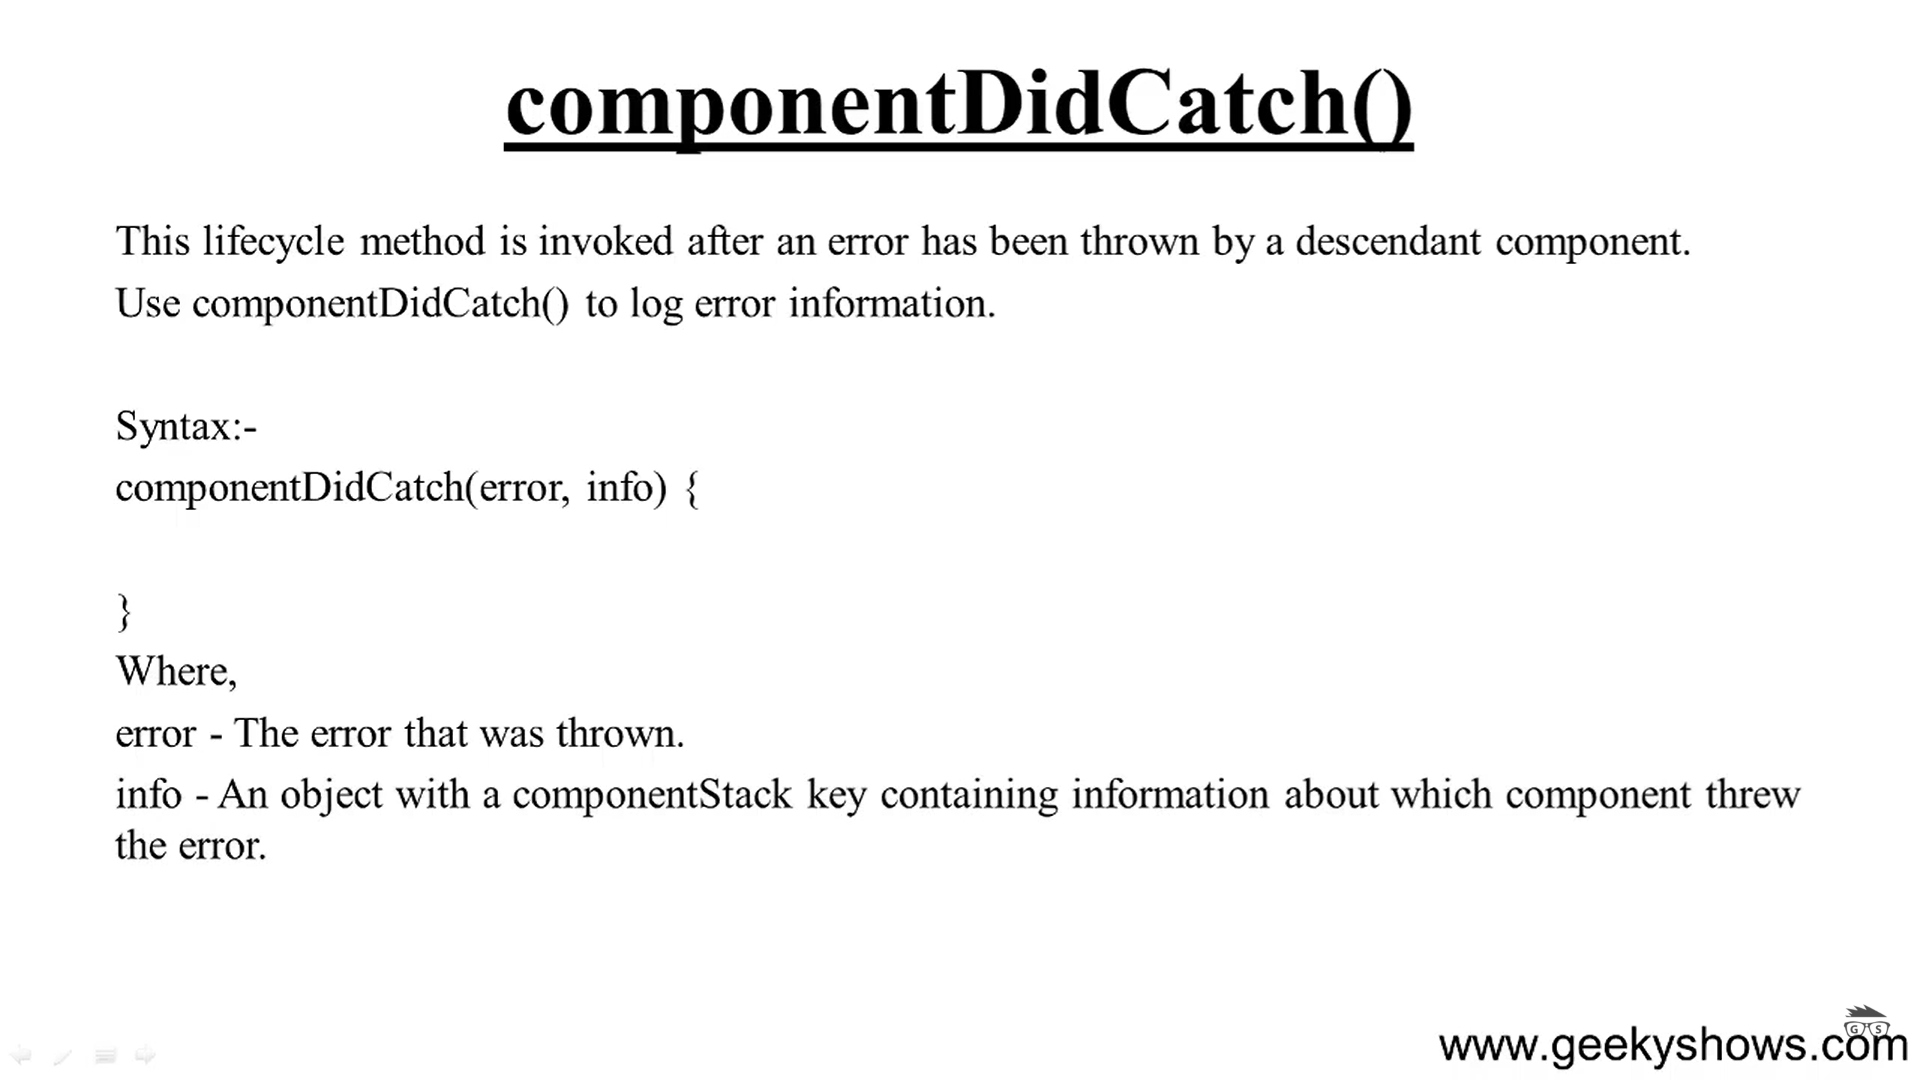 componentDidCatch()
This lifecycle method is invoked after an error has been thrown by a descendant component.
Use componentDidCatch() to log error information.
Syntax:-
componentDidCatch(error, info) {
}
Where,
error - The error that was thrown.
info - An object with a componentStack key containing information about which component threw
the error.
G S
www.geekyshows.com